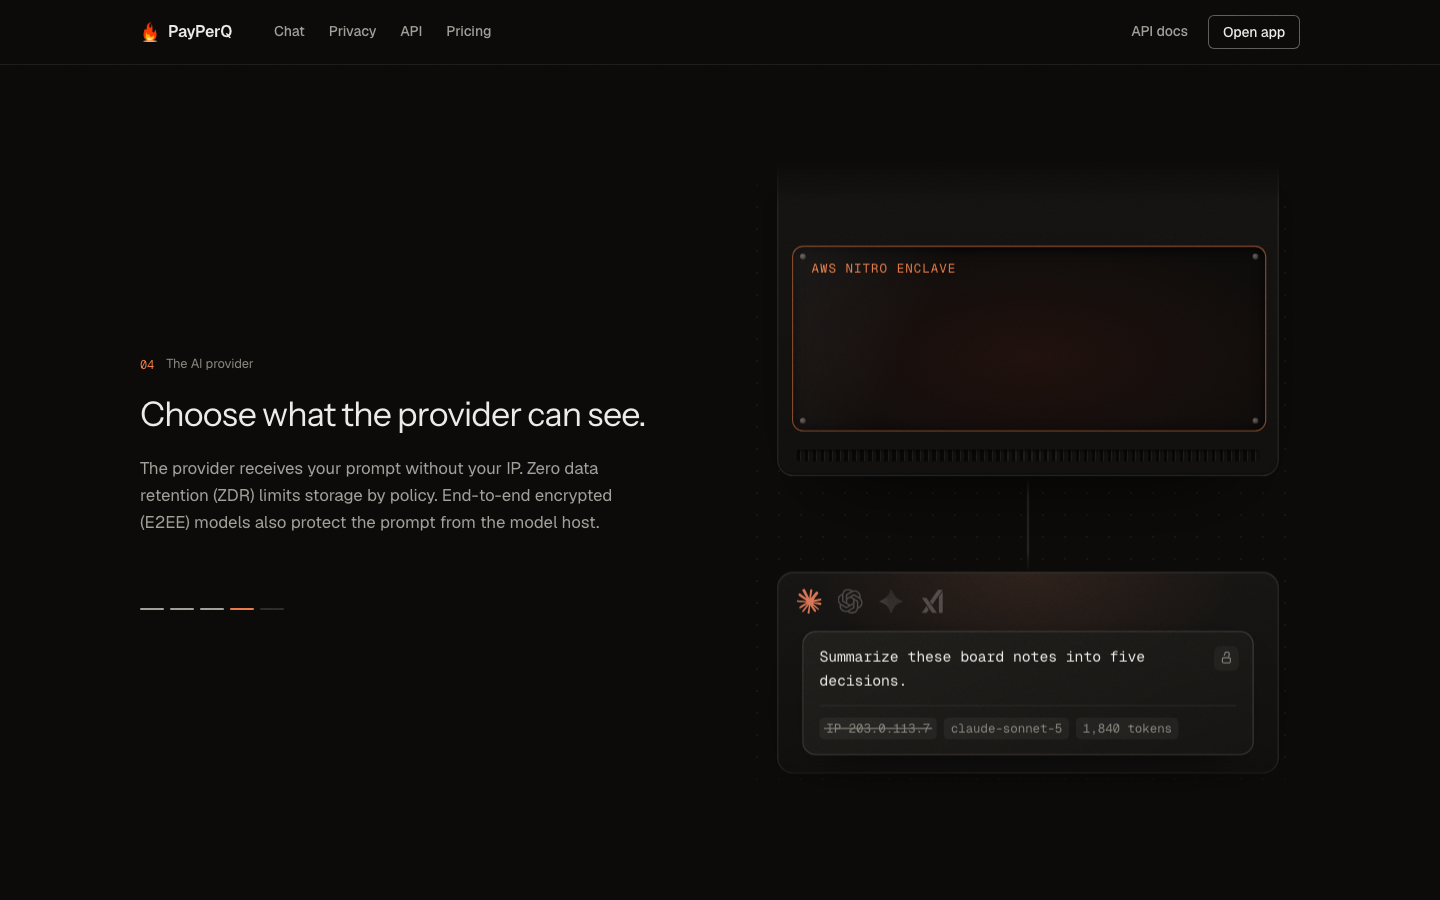 PayPerQ
Chat
Privacy
API
Pricing
API docs
Open app
04 The AI provider
Choose what the provider can see.
The provider receives your prompt without your IP. Zero data
retention (ZDR) limits storage by policy. End-to-end encrypted
(E2EE) models also protect the prompt from the model host.
AWS NITRO ENCLAVE
Summarize these board notes into five
decisions.
IP 203.0.113.7
claude-sonnet-5
1,840 tokens